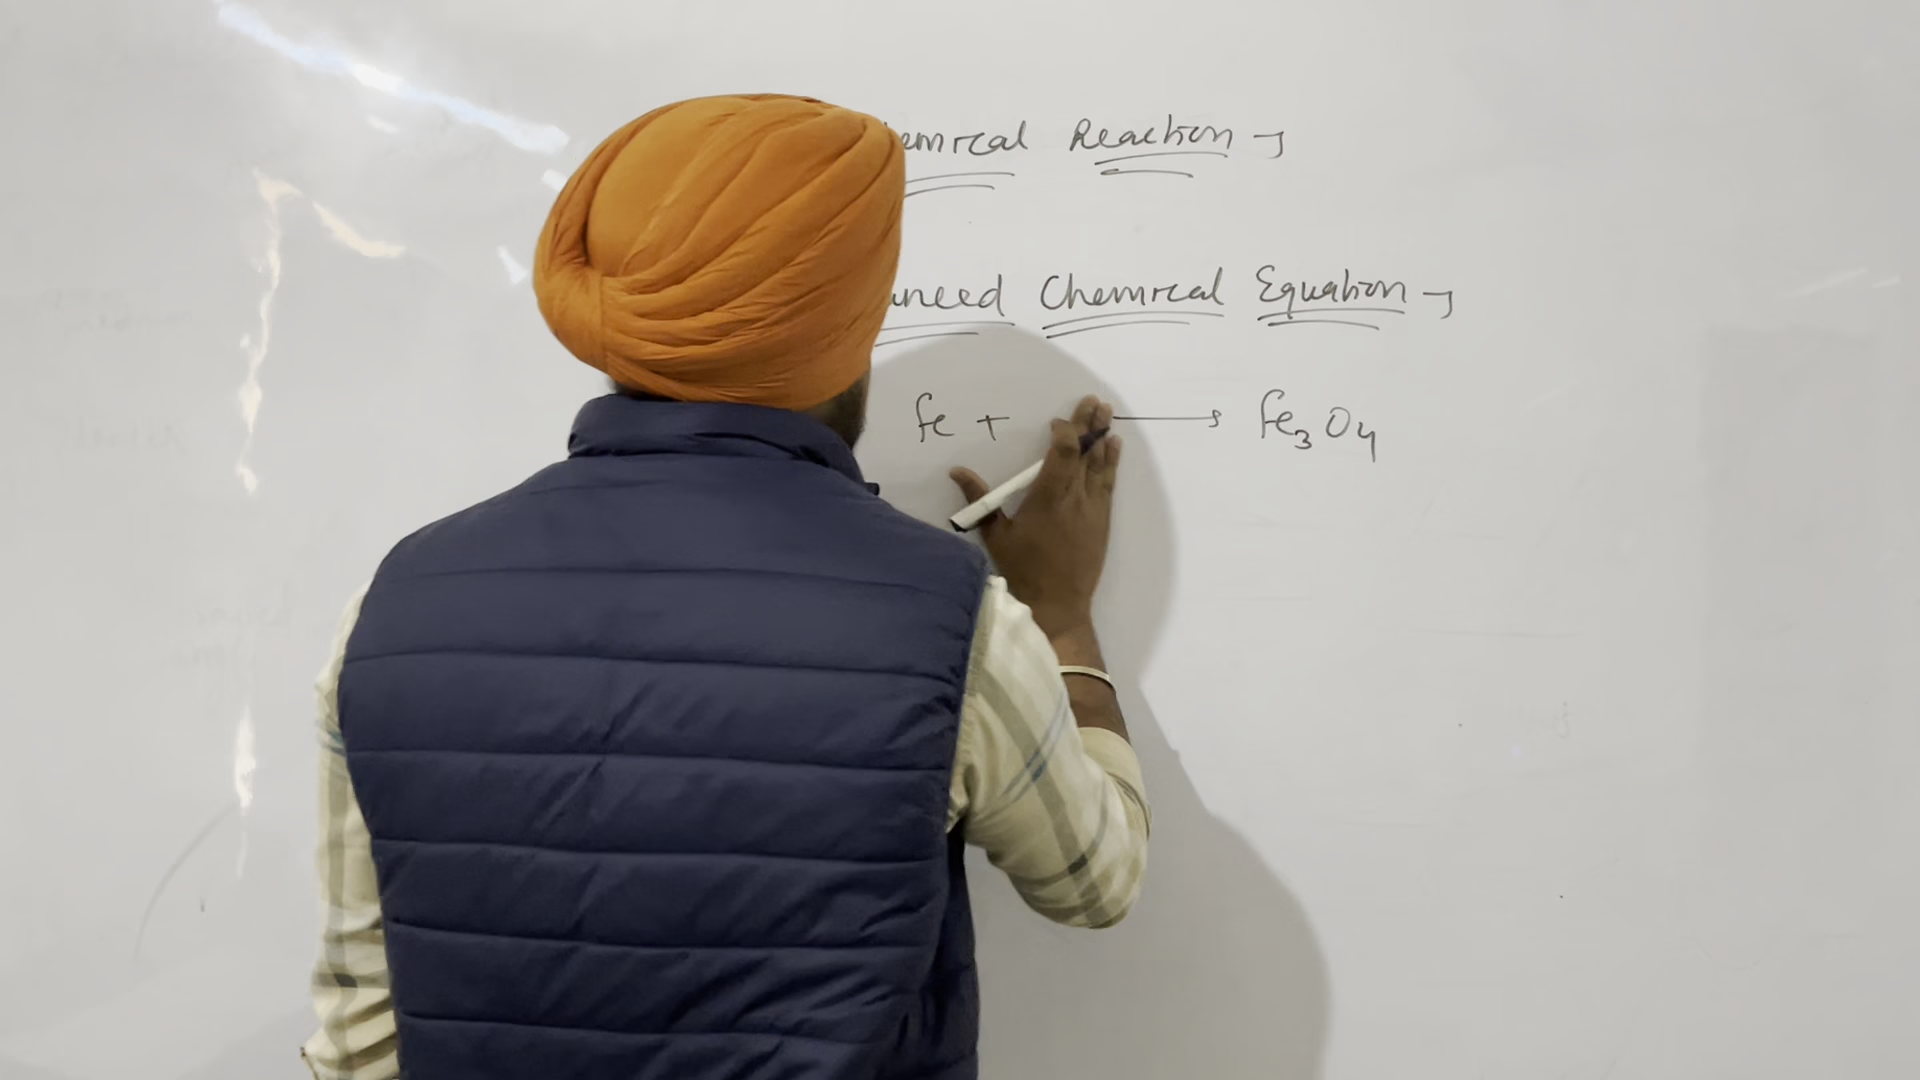 emical Reaction →
anced Chemical Equation →
Fe + → Fe3O4